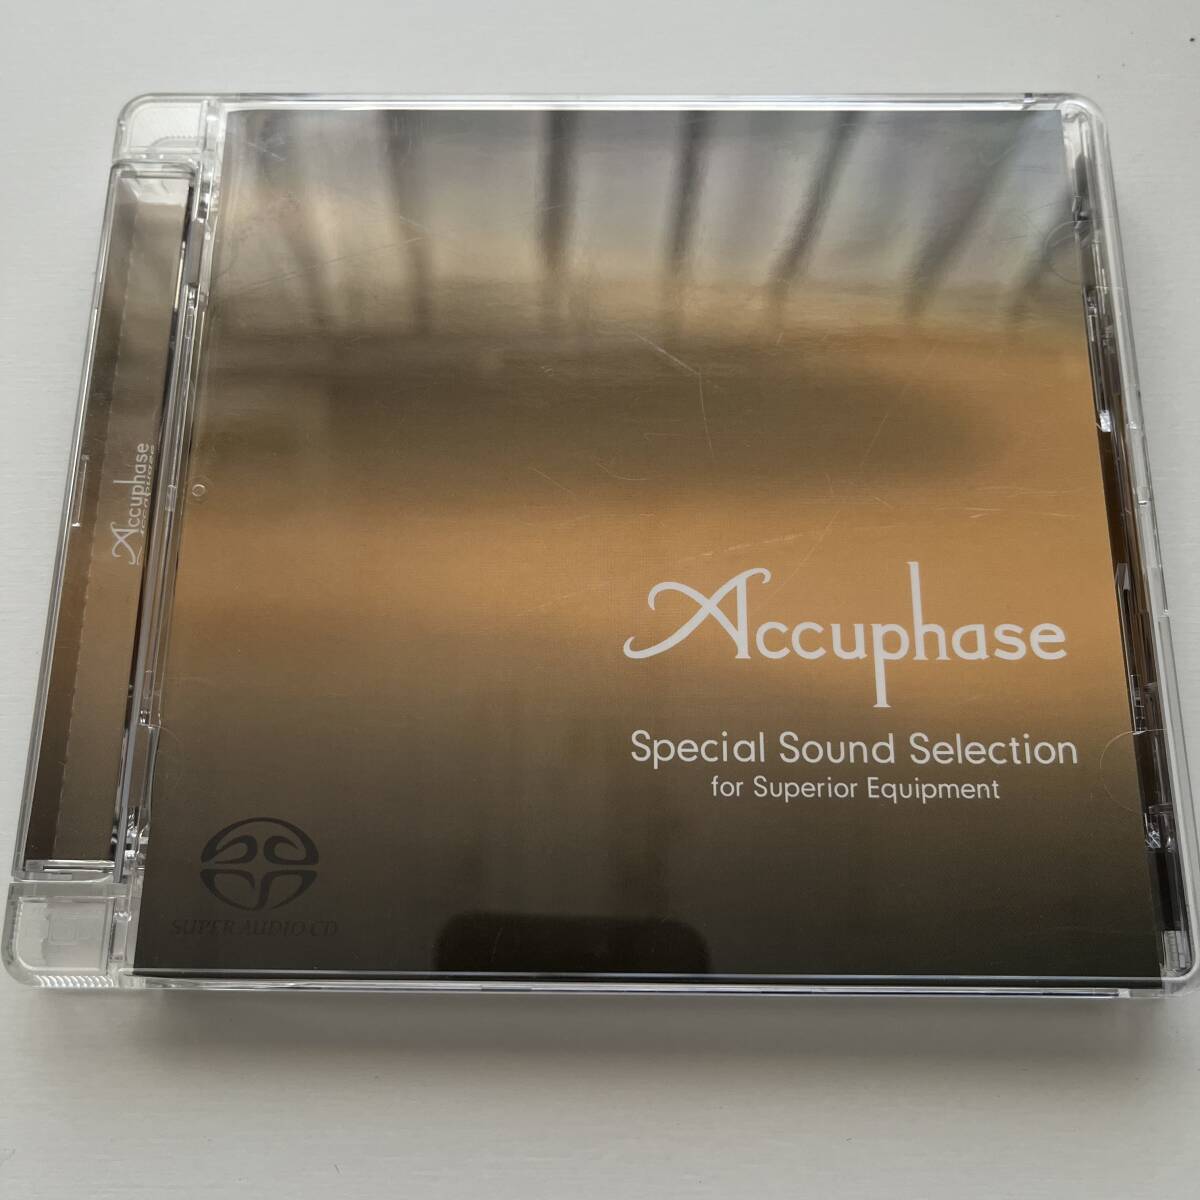 Accuphase
Accuphase
Special Sound Selection
for Superior Equipment
SUPER AUDIO CD